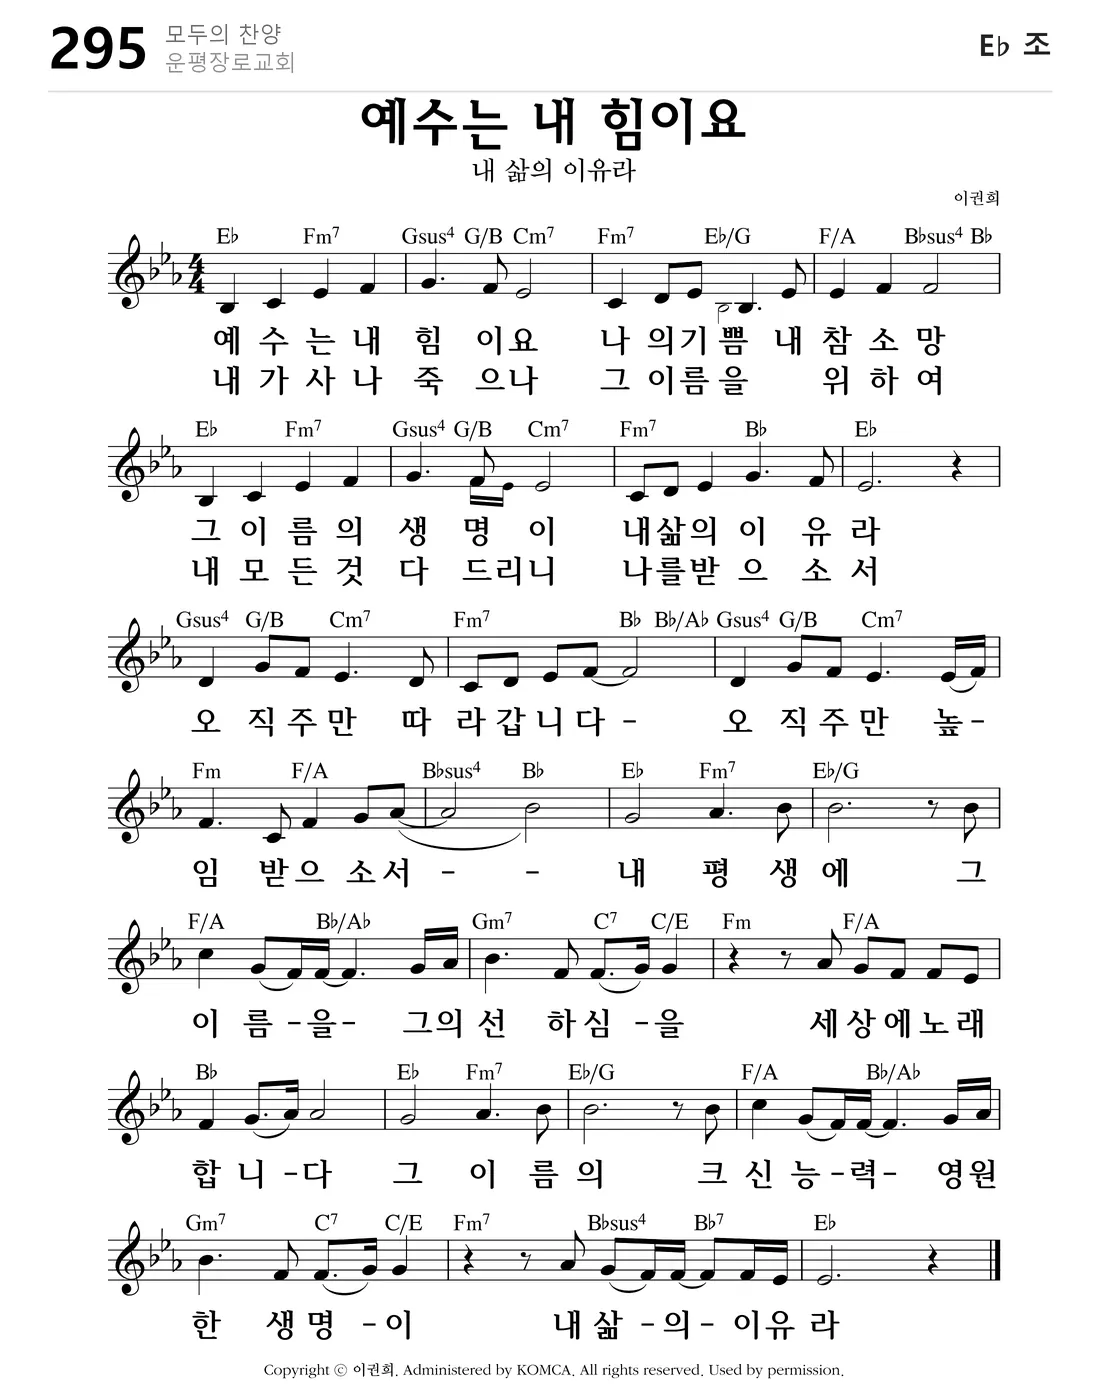 295 모두의 찬양
운평장로교회
E♭ 조
예수는 내 힘이요
내 삶의 이유라
이권희
E♭ Fm7 Gsus4 G/B Cm7 Fm7 E♭/G F/A B♭sus4 B♭
예 수 는 내 힘 이요 나 의기 쁨 내 참 소 망
내 가 사 나 죽 으나 그 이름 을 위 하 여
E♭ Fm7 Gsus4 G/B Cm7 Fm7 B♭ E♭
그 이 름 의 생 명 이 내삶의 이 유 라
내 모 든 것 다 드리니 나를받 으 소 서
Gsus4 G/B Cm7 Fm7 B♭ B♭/A♭ Gsus4 G/B Cm7
오 직 주 만 따 라갑 니 다 - 오 직 주 만 높 -
Fm F/A B♭sus4 B♭ E♭ Fm7 E♭/G
임 받 으 소 서 - - 내 평 생 에 그
F/A B♭/A♭ Gm7 C7 C/E Fm F/A
이 름 - 을 - 그의 선 하 심 - 을 세 상 에 노 래
B♭ E♭ Fm7 E♭/G F/A B♭/A♭
합 니 - 다 그 이 름 의 크 신 능 - 력 - 영원
Gm7 C7 C/E Fm7 B♭sus4 B♭7 E♭
한 생 명 - 이 내 삶 - 의 - 이유 라
Copyright ⓒ 이권희. Administered by KOMCA. All rights reserved. Used by permission.